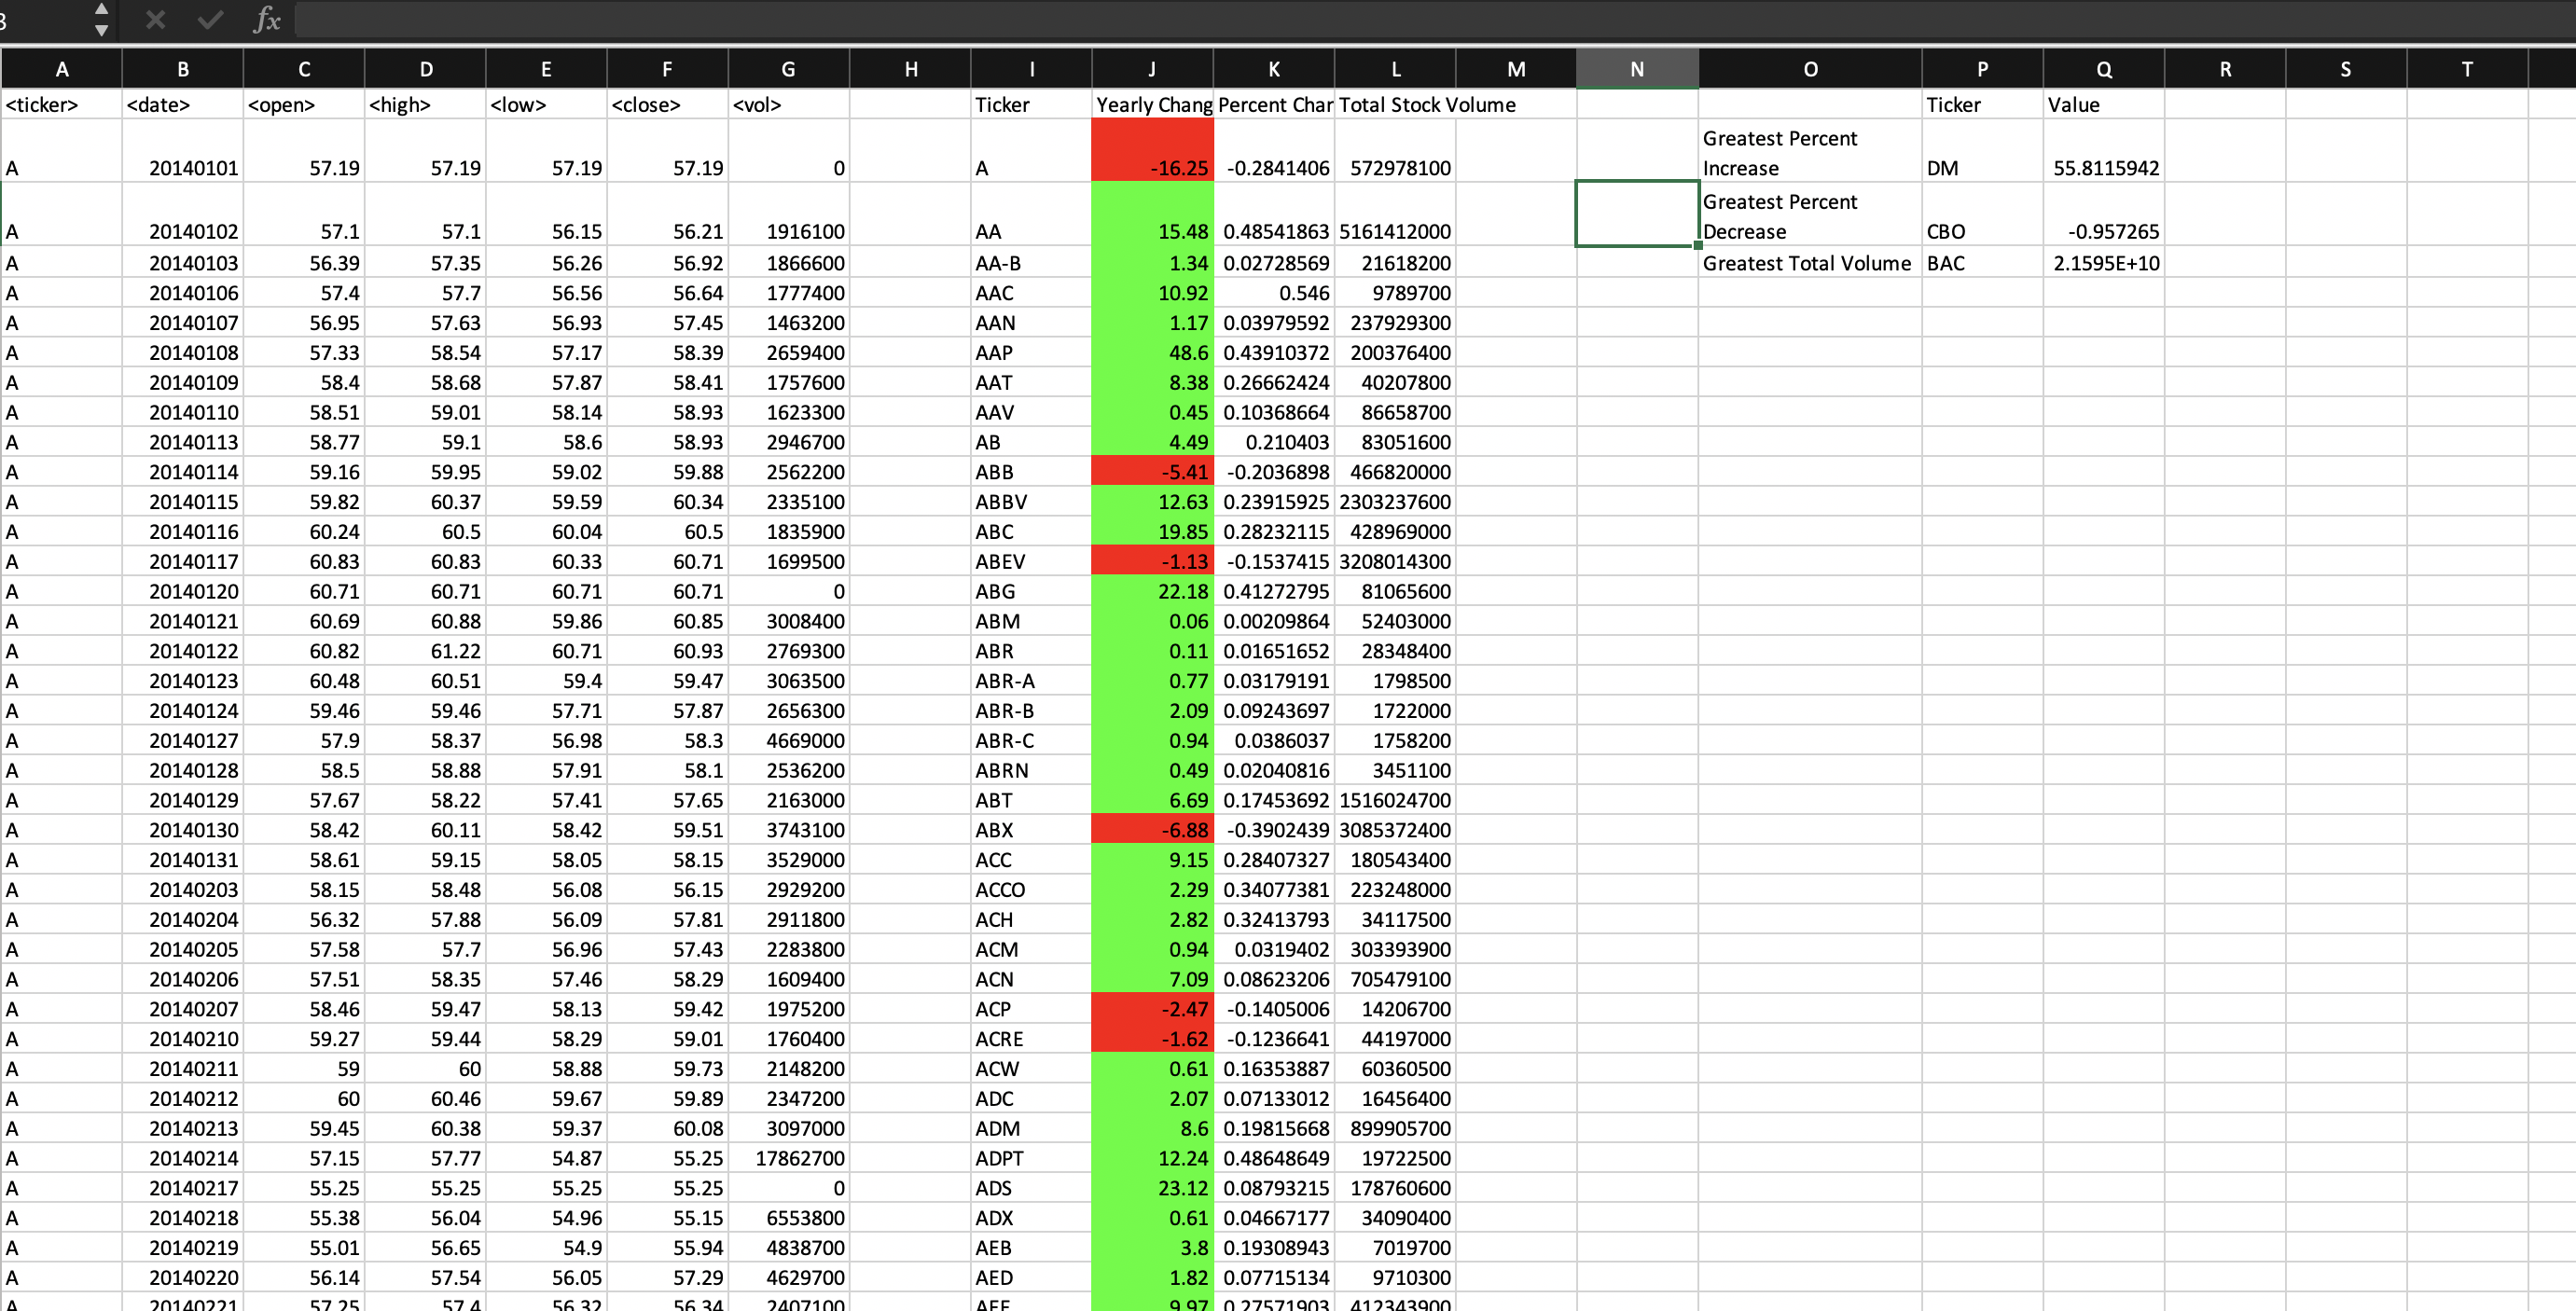 fx
A B C D E F G H I J K L M N O P Q R S T
<ticker> <date> <open> <high> <low> <close> <vol> Ticker Yearly Chang Percent Char Total Stock Volume Ticker Value
A 20140101 57.19 57.19 57.19 57.19 0 A -16.25 -0.2841406 572978100 Greatest Percent Increase DM 55.8115942
A 20140102 57.1 57.1 56.15 56.21 1916100 AA 15.48 0.48541863 5161412000 Greatest Percent Decrease CBO -0.957265
A 20140103 56.39 57.35 56.26 56.92 1866600 AA-B 1.34 0.02728569 21618200 Greatest Total Volume BAC 2.1595E+10
A 20140106 57.4 57.7 56.56 56.64 1777400 AAC 10.92 0.546 9789700
A 20140107 56.95 57.63 56.93 57.45 1463200 AAN 1.17 0.03979592 237929300
A 20140108 57.33 58.54 57.17 58.39 2659400 AAP 48.6 0.43910372 200376400
A 20140109 58.4 58.68 57.87 58.41 1757600 AAT 8.38 0.26662424 40207800
A 20140110 58.51 59.01 58.14 58.93 1623300 AAV 0.45 0.10368664 86658700
A 20140113 58.77 59.1 58.6 58.93 2946700 AB 4.49 0.210403 83051600
A 20140114 59.16 59.95 59.02 59.88 2562200 ABB -5.41 -0.2036898 466820000
A 20140115 59.82 60.37 59.59 60.34 2335100 ABBV 12.63 0.23915925 2303237600
A 20140116 60.24 60.5 60.04 60.5 1835900 ABC 19.85 0.28232115 428969000
A 20140117 60.83 60.83 60.33 60.71 1699500 ABEV -1.13 -0.1537415 3208014300
A 20140120 60.71 60.71 60.71 60.71 0 ABG 22.18 0.41272795 81065600
A 20140121 60.69 60.88 59.86 60.85 3008400 ABM 0.06 0.00209864 52403000
A 20140122 60.82 61.22 60.71 60.93 2769300 ABR 0.11 0.01651652 28348400
A 20140123 60.48 60.51 59.4 59.47 3063500 ABR-A 0.77 0.03179191 1798500
A 20140124 59.46 59.46 57.71 57.87 2656300 ABR-B 2.09 0.09243697 1722000
A 20140127 57.9 58.37 56.98 58.3 4669000 ABR-C 0.94 0.0386037 1758200
A 20140128 58.5 58.88 57.91 58.1 2536200 ABRN 0.49 0.02040816 3451100
A 20140129 57.67 58.22 57.41 57.65 2163000 ABT 6.69 0.17453692 1516024700
A 20140130 58.42 60.11 58.42 59.51 3743100 ABX -6.88 -0.3902439 3085372400
A 20140131 58.61 59.15 58.05 58.15 3529000 ACC 9.15 0.28407327 180543400
A 20140203 58.15 58.48 56.08 56.15 2929200 ACCO 2.29 0.34077381 223248000
A 20140204 56.32 57.88 56.09 57.81 2911800 ACH 2.82 0.32413793 34117500
A 20140205 57.58 57.7 56.96 57.43 2283800 ACM 0.94 0.0319402 303393900
A 20140206 57.51 58.35 57.46 58.29 1609400 ACN 7.09 0.08623206 705479100
A 20140207 58.46 59.47 58.13 59.42 1975200 ACP -2.47 -0.1405006 14206700
A 20140210 59.27 59.44 58.29 59.01 1760400 ACRE -1.62 -0.1236641 44197000
A 20140211 59 60 58.88 59.73 2148200 ACW 0.61 0.16353887 60360500
A 20140212 60 60.46 59.67 59.89 2347200 ADC 2.07 0.07133012 16456400
A 20140213 59.45 60.38 59.37 60.08 3097000 ADM 8.6 0.19815668 899905700
A 20140214 57.15 57.77 54.87 55.25 17862700 ADPT 12.24 0.48648649 19722500
A 20140217 55.25 55.25 55.25 55.25 0 ADS 23.12 0.08793215 178760600
A 20140218 55.38 56.04 54.96 55.15 6553800 ADX 0.61 0.04667177 34090400
A 20140219 55.01 56.65 54.9 55.94 4838700 AEB 3.8 0.19308943 7019700
A 20140220 56.14 57.54 56.05 57.29 4629700 AED 1.82 0.07715134 9710300
A 20140221 57.25 57.4 56.32 56.34 2407100 9.97 0.27571903 412343900